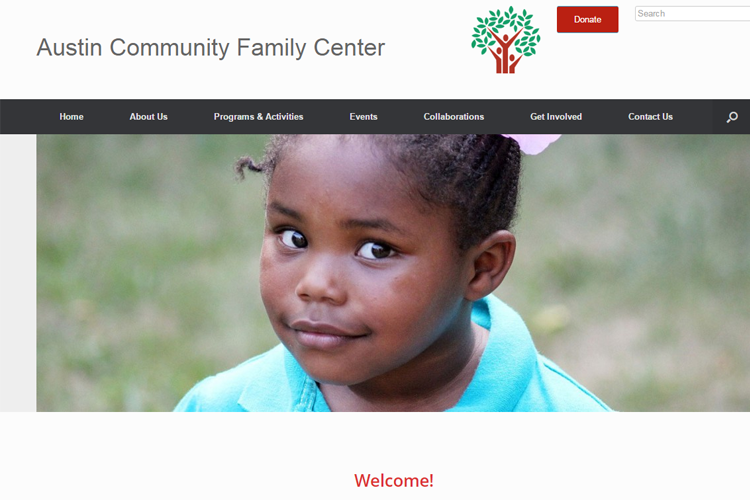 Austin Community Family Center
Donate
Search
Home About Us Programs & Activities Events Collaborations Get Involved Contact Us
Welcome!